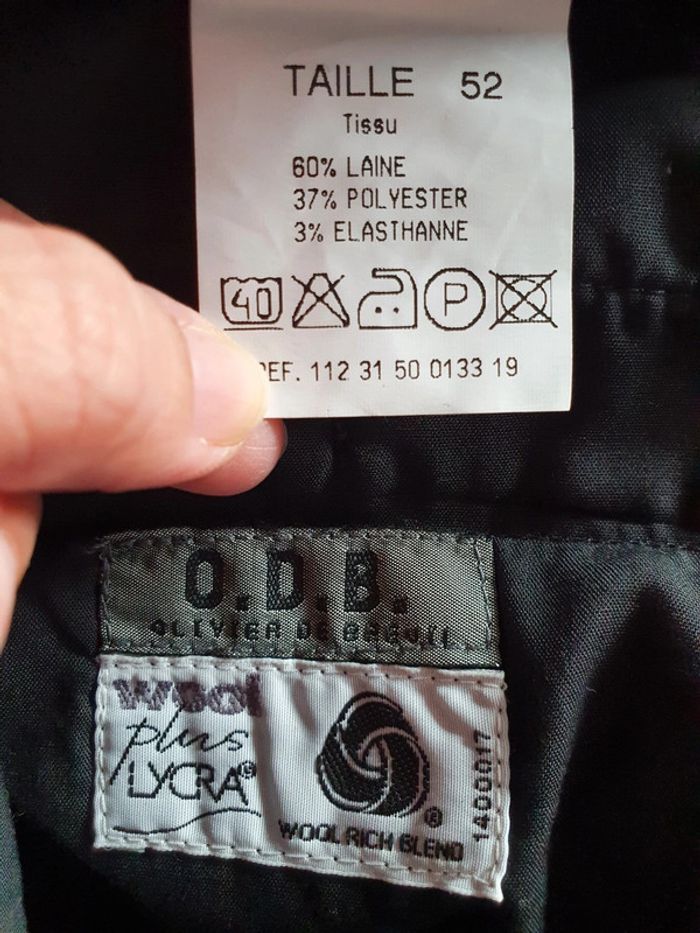 TAILLE 52
Tissu
60% LAINE
37% POLYESTER
3% ELASTHANNE
40 P
EF. 112 31 50 0133 19
O.D.B.
OLIVIER DE BREUIL
wool
plus
LYCRA®
®
WOOL RICH BLEND
1400017